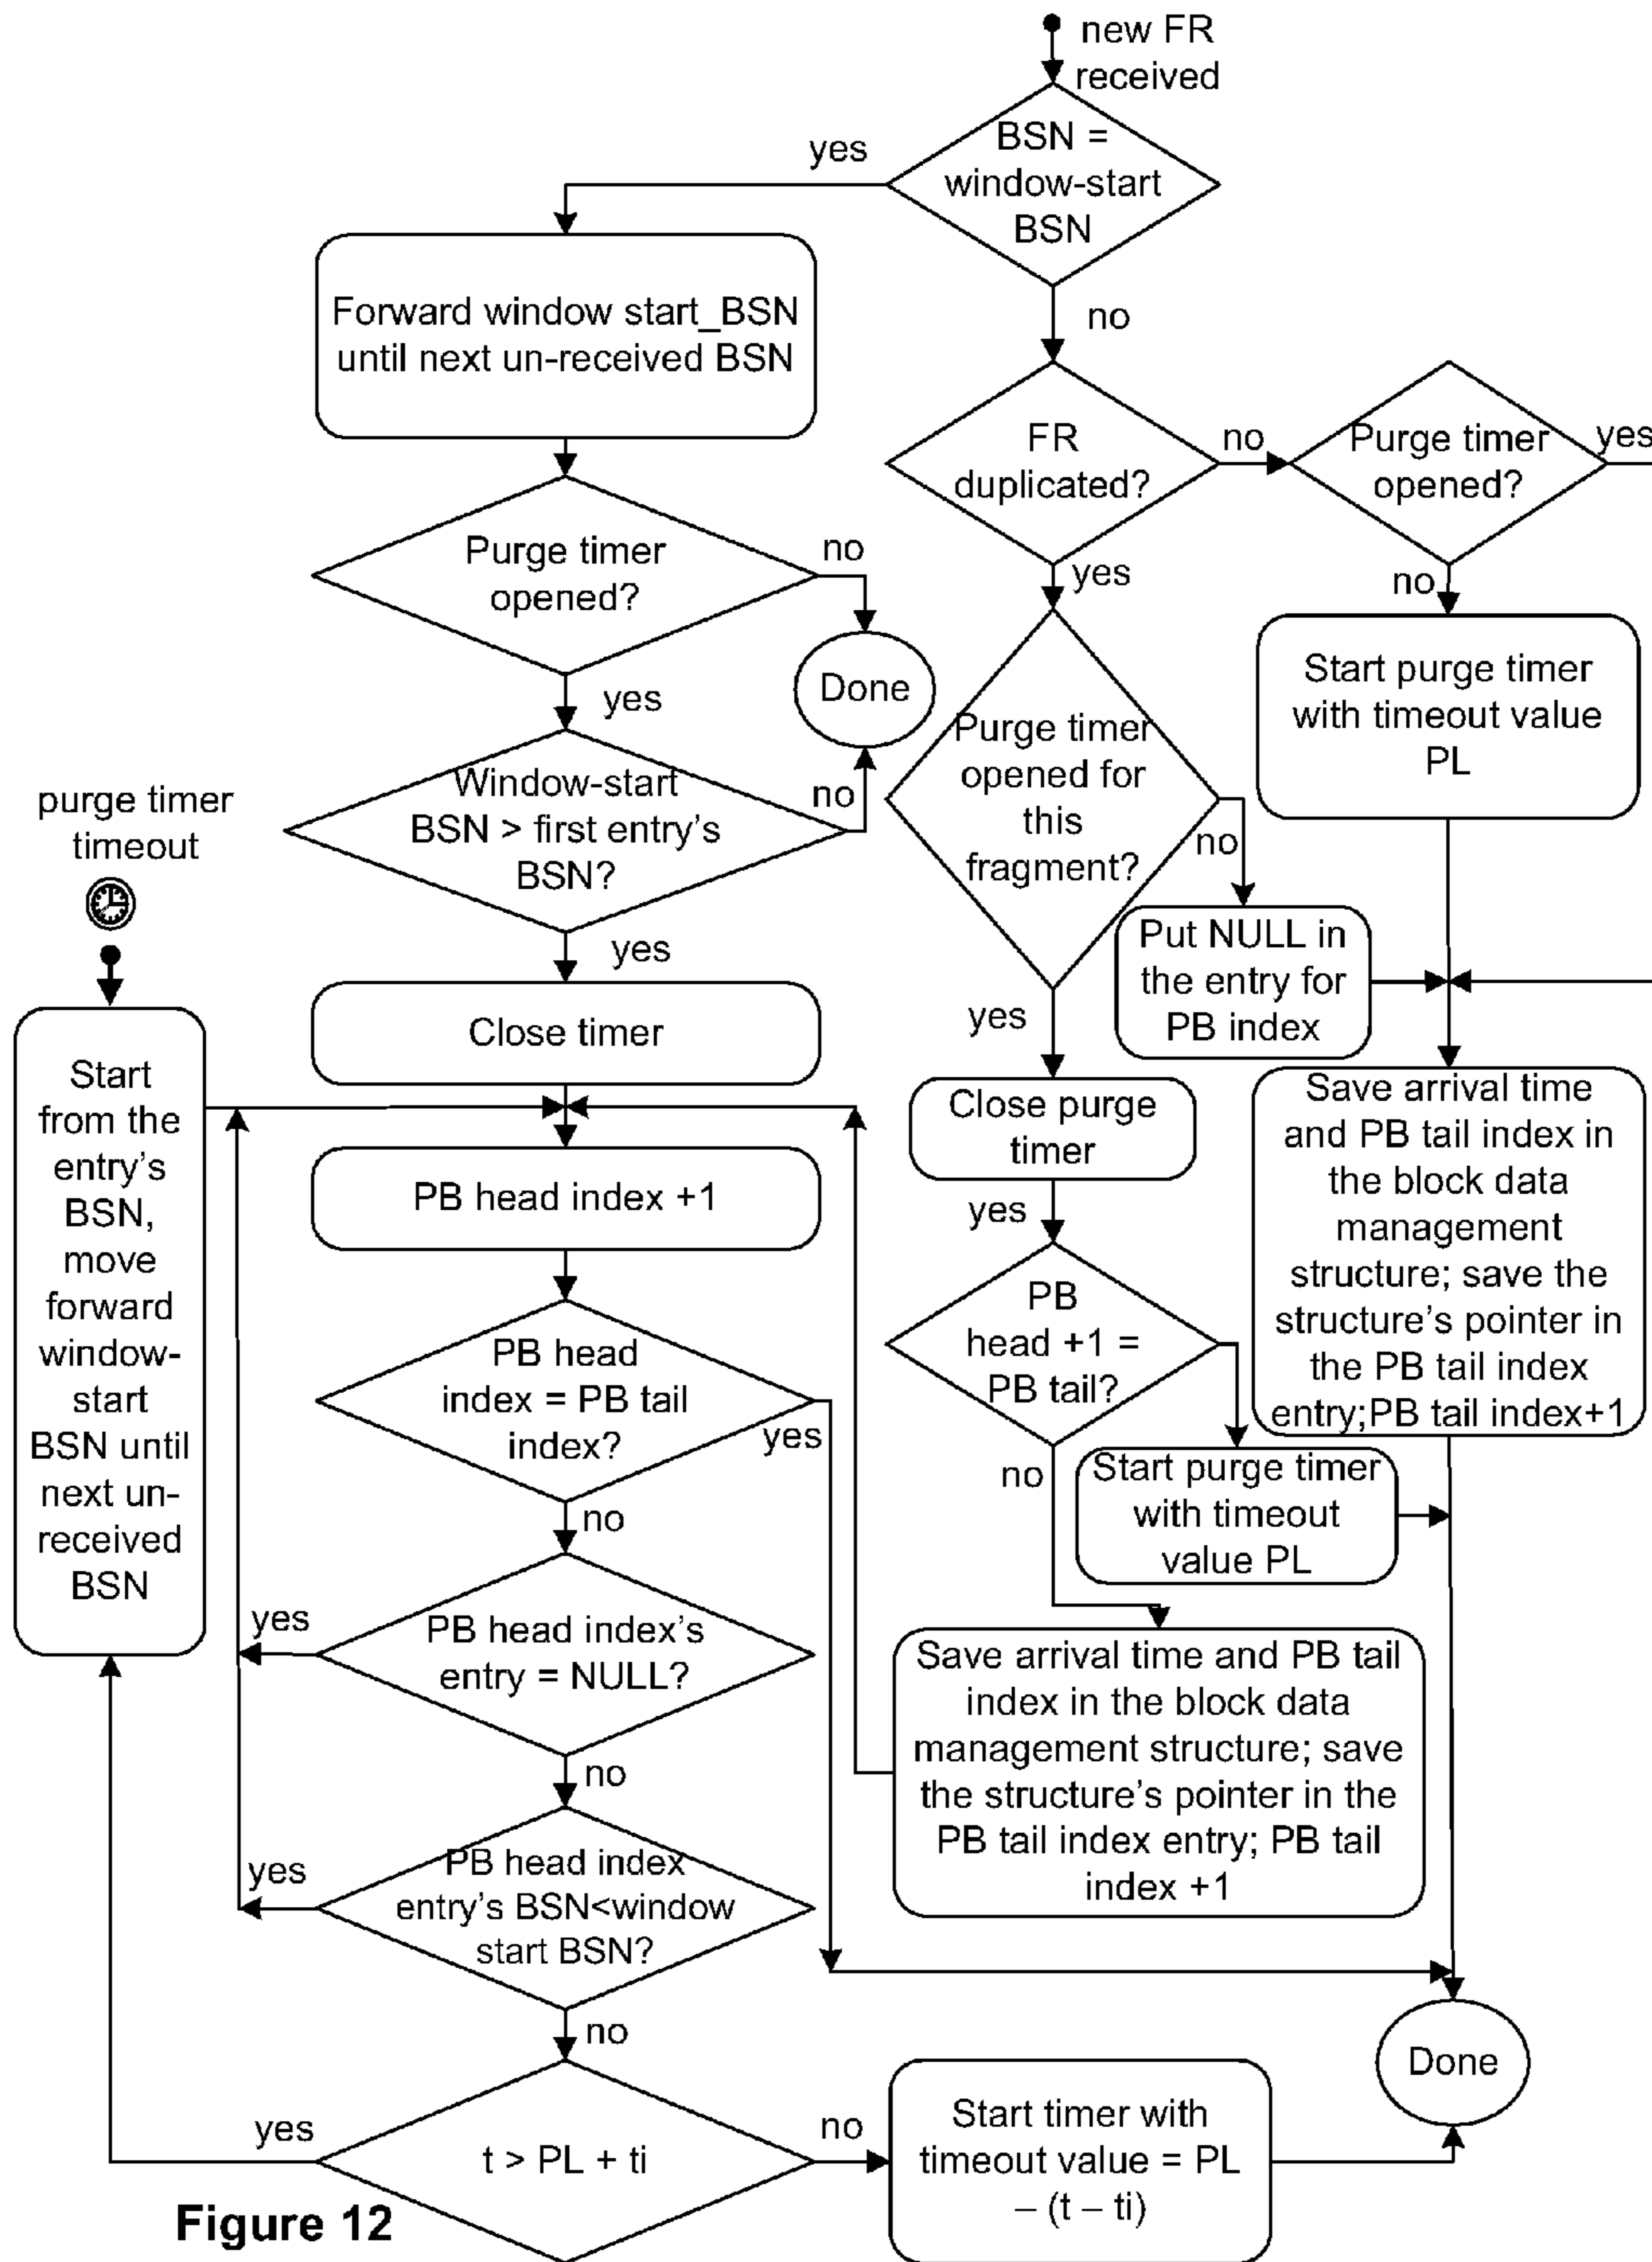 new FR
received
BSN =
window-start
BSN
yes
no
Forward window start_BSN
until next un-received BSN
FR
duplicated?
no
Purge timer
opened?
yes
Purge timer
opened?
no
yes
yes
no
Done
Purge timer
opened for
this
fragment?
no
Start purge timer
with timeout value
PL
Window-start
BSN > first entry's
BSN?
no
purge timer
timeout
yes
Put NULL in
the entry for
PB index
Close timer
yes
Start
from the
entry's
BSN,
move
forward
window-
start
BSN until
next un-
received
BSN
Close purge
timer
Save arrival time
and PB tail index in
the block data
management
structure; save the
structure's pointer in
the PB tail index
entry;PB tail index+1
PB head index +1
yes
PB
head +1 =
PB tail?
PB head
index = PB tail
index?
yes
no
Start purge timer
with timeout
value PL
no
PB head index's
entry = NULL?
yes
Save arrival time and PB tail
index in the block data
management structure; save
the structure's pointer in the
PB tail index entry; PB tail
index +1
no
PB head index
entry's BSN<window
start BSN?
yes
no
Done
t > PL + ti
yes
no
Start timer with
timeout value = PL
– (t – ti)
Figure 12